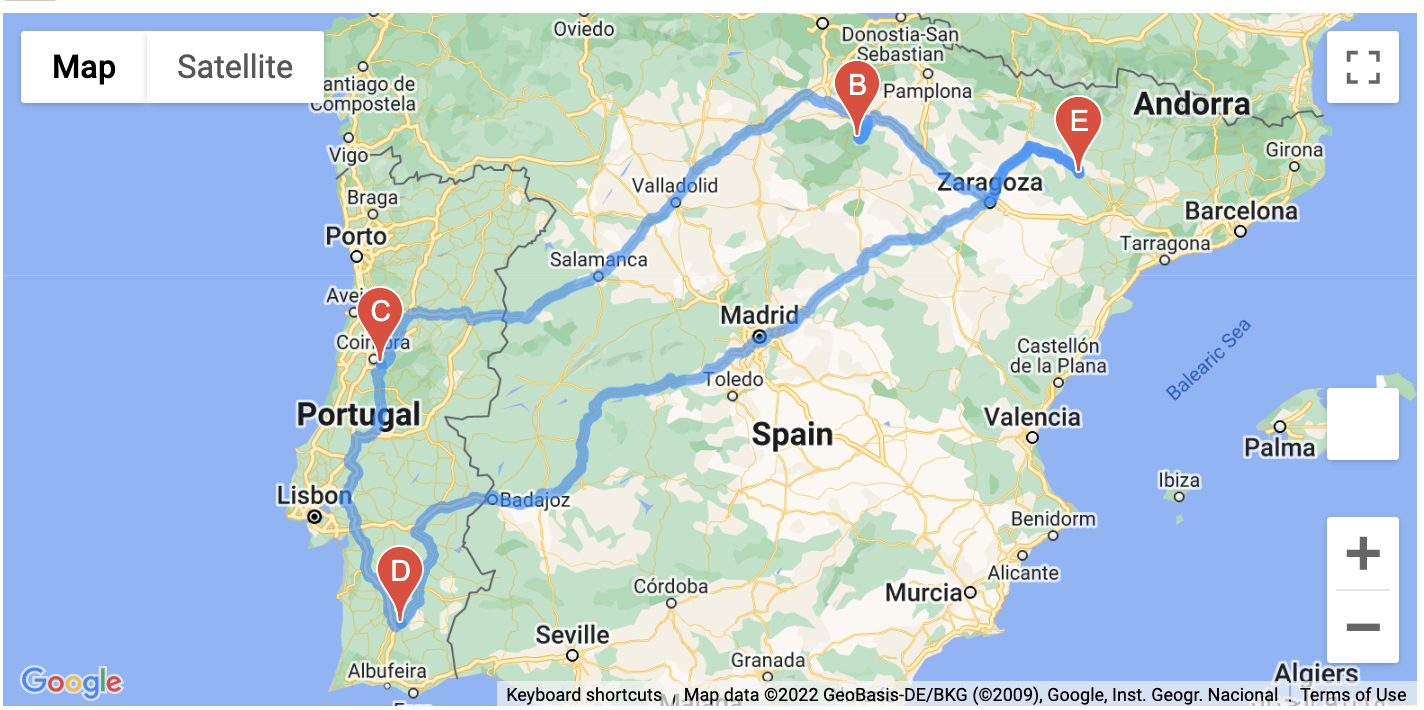 Oviedo
Donostia-San
Sebastian
Map
Satellite
antiago de
Compostela
B
Pamplona
Andorra
E
Vigo
Girona
Braga
Valladolid
Zaragoza
Barcelona
Porto
Tarragona
Salamanca
Avei
C
Madrid
Coimbra
Castellón
de la Plana
Balearic Sea
Toledo
Portugal
Spain
Valencia
Palma
Lisbon
Badajoz
Ibiza
Benidorm
D
Alicante
Córdoba
Murcia
Seville
Albufeira
Granada
Algiers
Google
Keyboard shortcuts
Map data ©2022 GeoBasis-DE/BKG (©2009), Google, Inst. Geogr. Nacional
Terms of Use